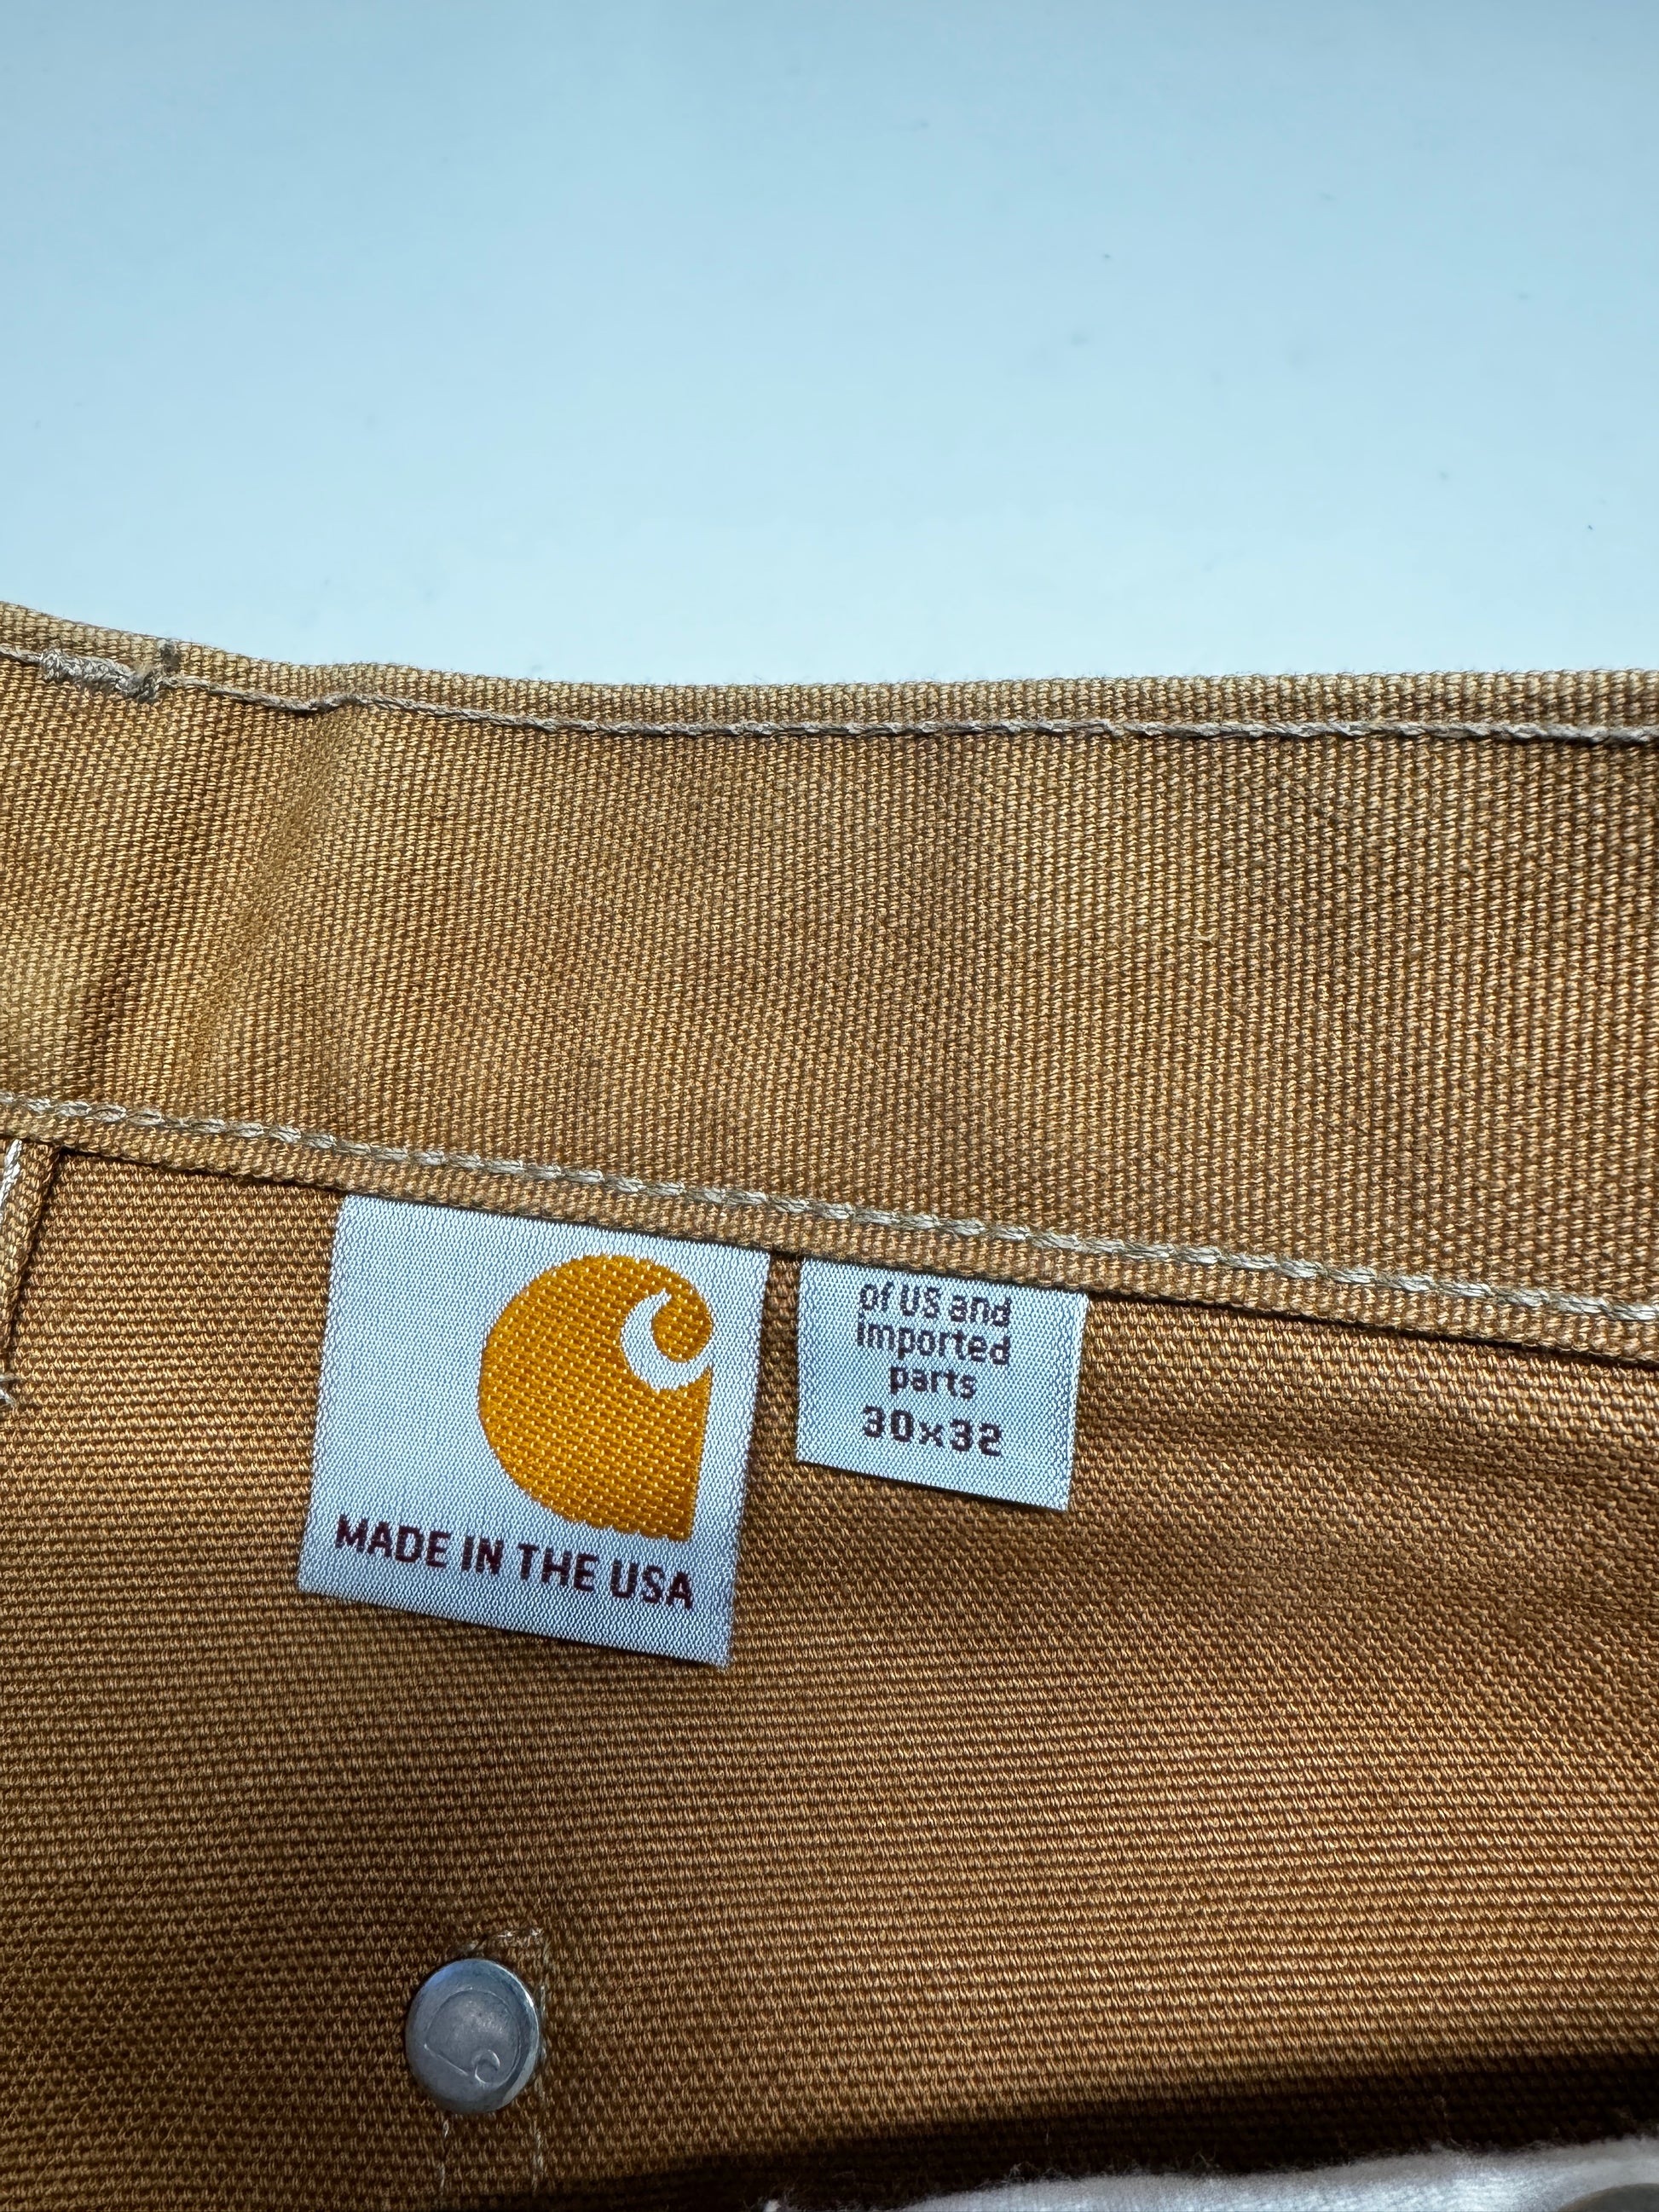 MADE IN THE USA
of US and
imported
parts
30x32